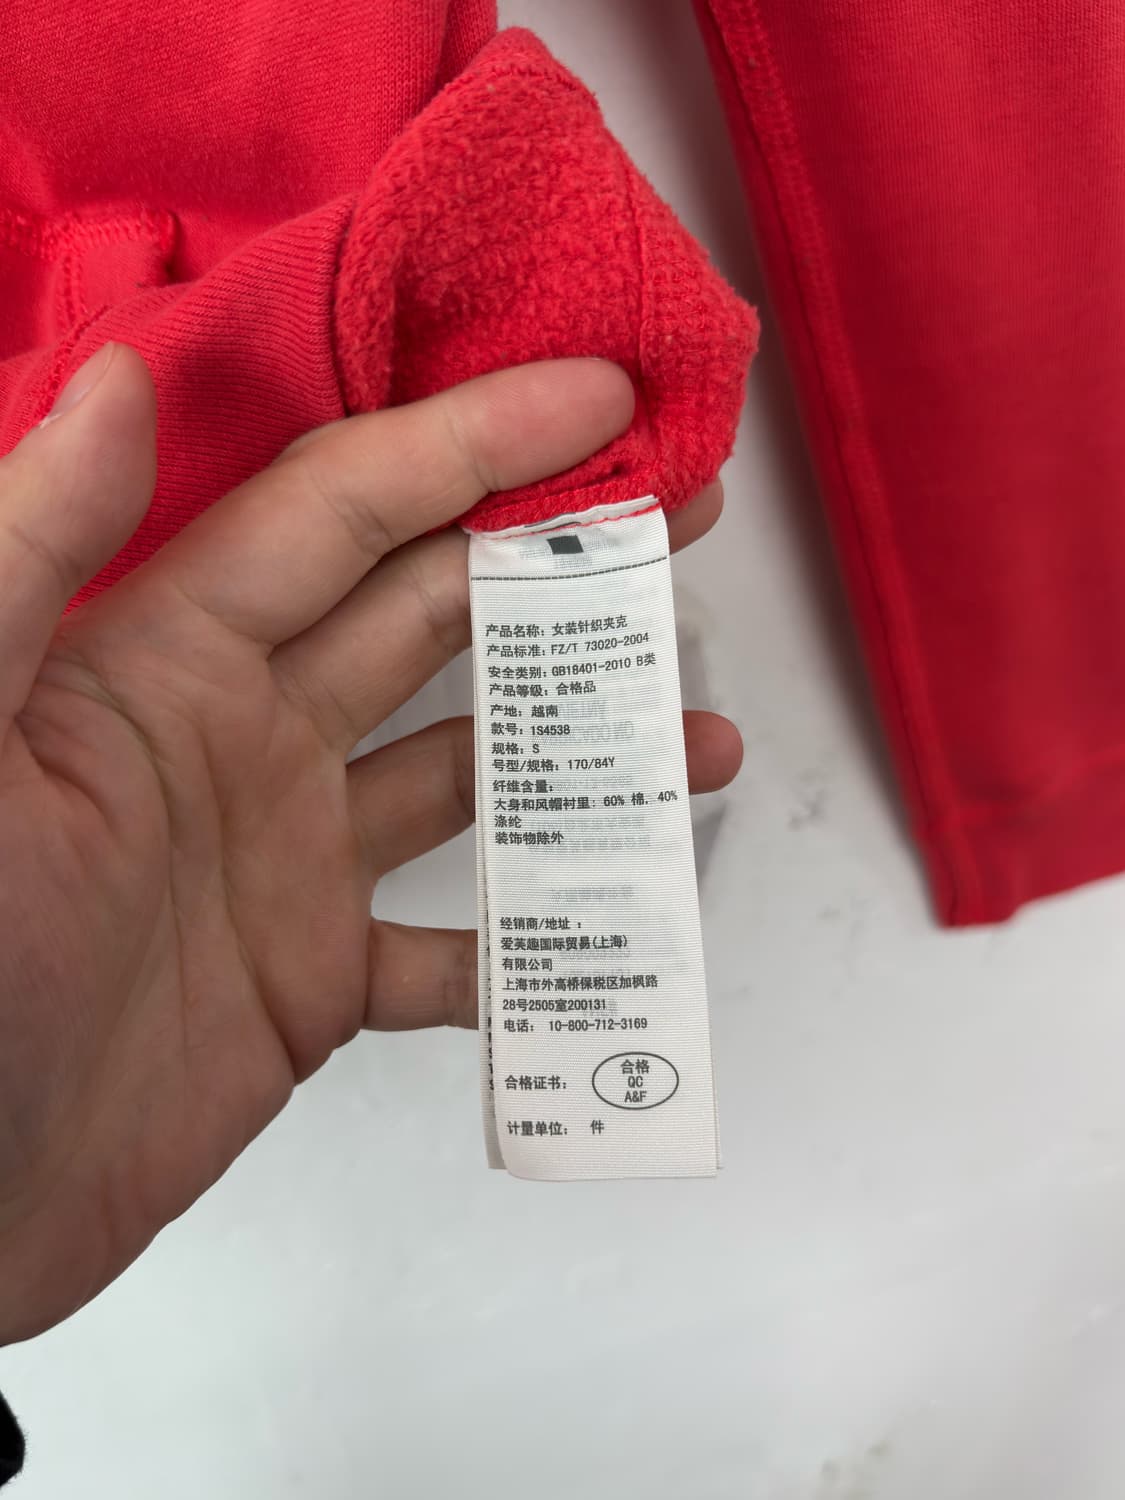 产品名称：女装针织夹克
产品标准：FZ/T 73020-2004
安全类别：GB18401-2010 B类
产品等级：合格品
产地：越南
款号：1S4538
规格：S
号型/规格：170/84Y
纤维含量：
大身和风帽衬里：60% 棉，40%
涤纶
装饰物除外
经销商/地址：
爱芙趣国际贸易(上海)
有限公司
上海市外高桥保税区加枫路
28号2505室200131
电话： 10-800-712-3169
合格证书：
合格
QC
A&F
计量单位： 件